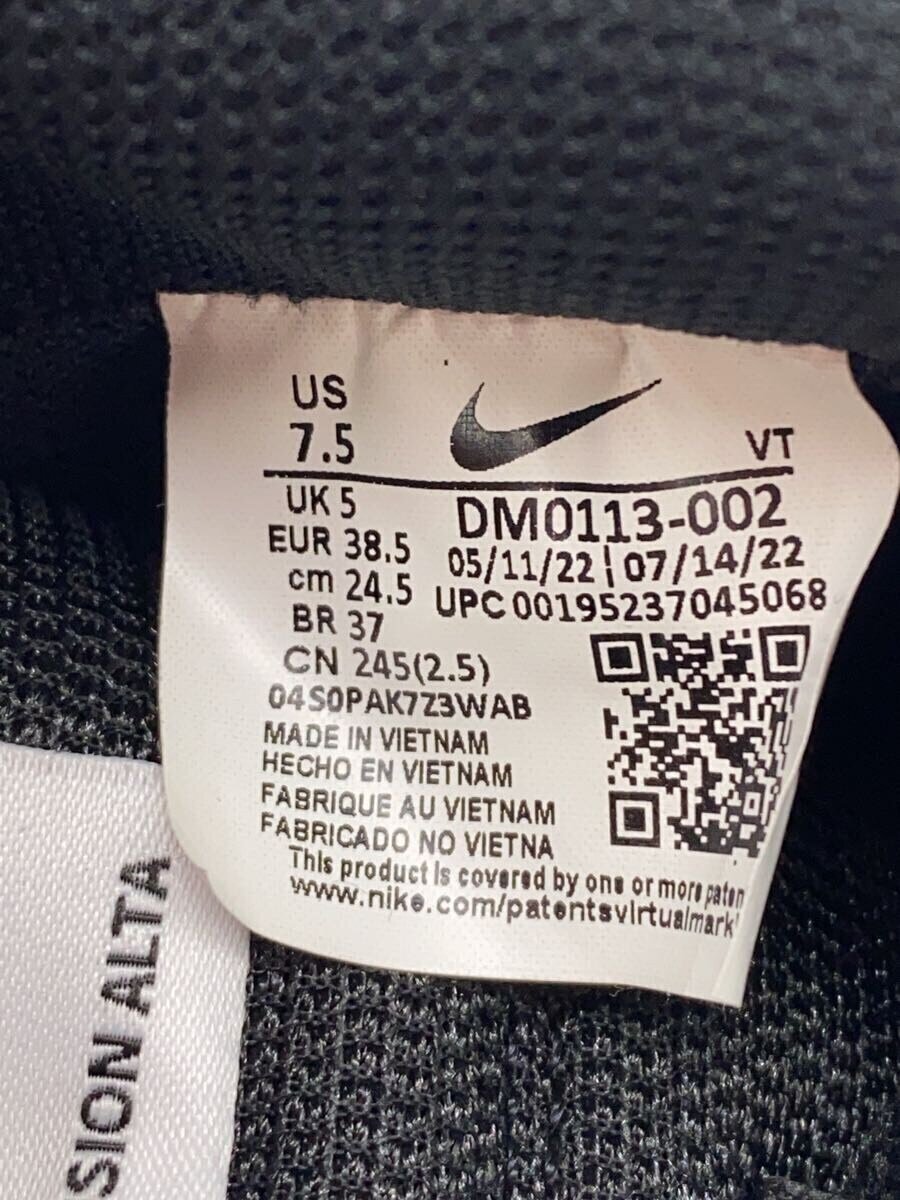 US
7.5
VT
UK 5
DM0113-002
EUR 38.5
05/11/22 | 07/14/22
cm 24.5
UPC 00195237045068
BR 37
CN 245(2.5)
04S0PAK7Z3WAB
MADE IN VIETNAM
HECHO EN VIETNAM
FABRIQUE AU VIETNAM
FABRICADO NO VIETNA
This product is covered by one or more paten
www.nike.com/patentsvirtualmark
SION ALTA